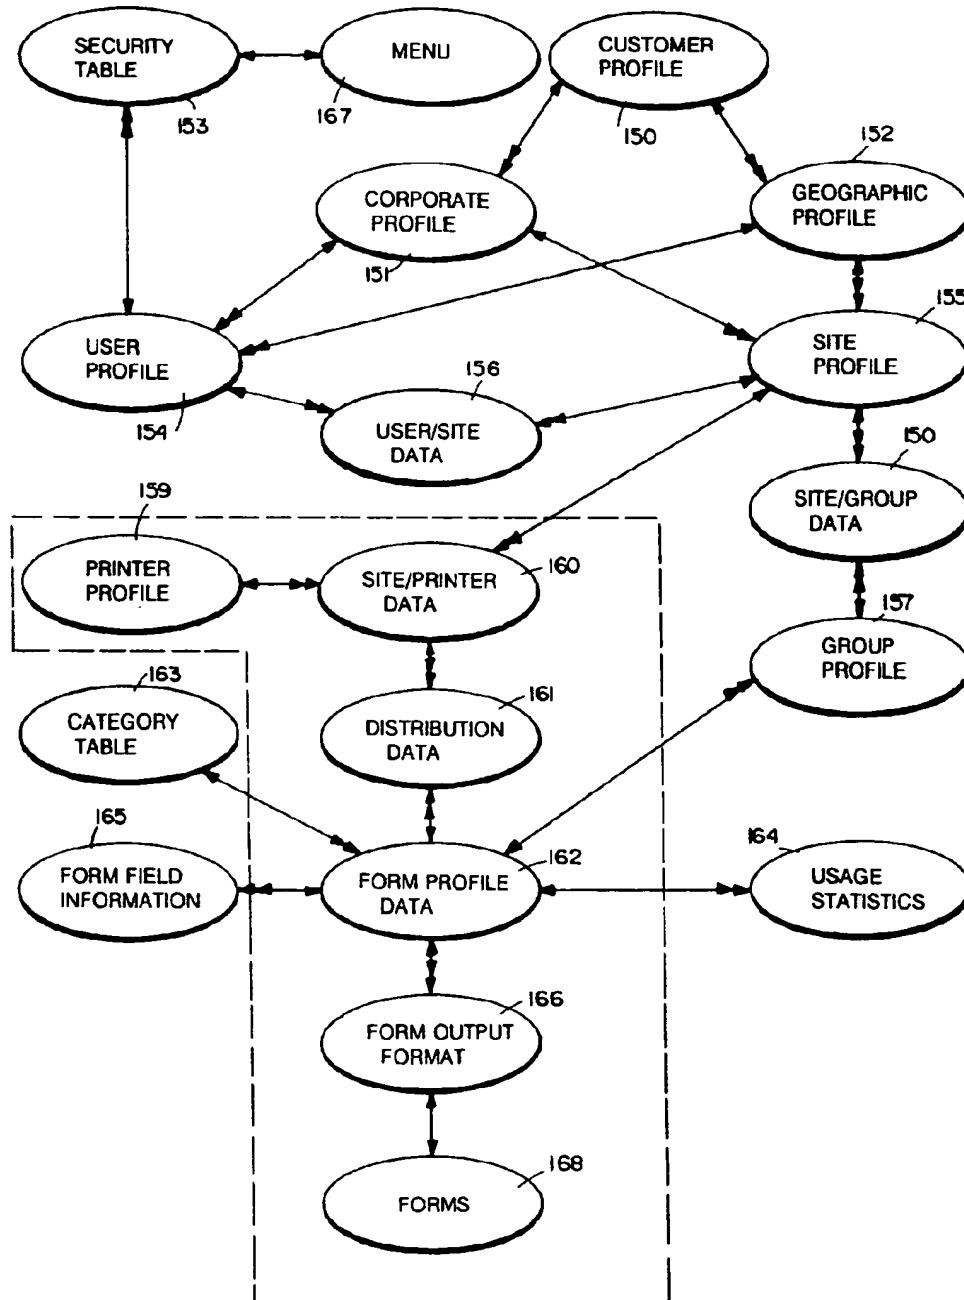 SECURITY
TABLE
153
MENU
167
CUSTOMER
PROFILE
150
152
GEOGRAPHIC
PROFILE
CORPORATE
PROFILE
151
155
SITE
PROFILE
USER
PROFILE
154
156
USER/SITE
DATA
150
SITE/GROUP
DATA
159
PRINTER
PROFILE
SITE/PRINTER
DATA
160
157
GROUP
PROFILE
163
CATEGORY
TABLE
161
DISTRIBUTION
DATA
165
FORM FIELD
INFORMATION
162
FORM PROFILE
DATA
164
USAGE
STATISTICS
166
FORM OUTPUT
FORMAT
168
FORMS